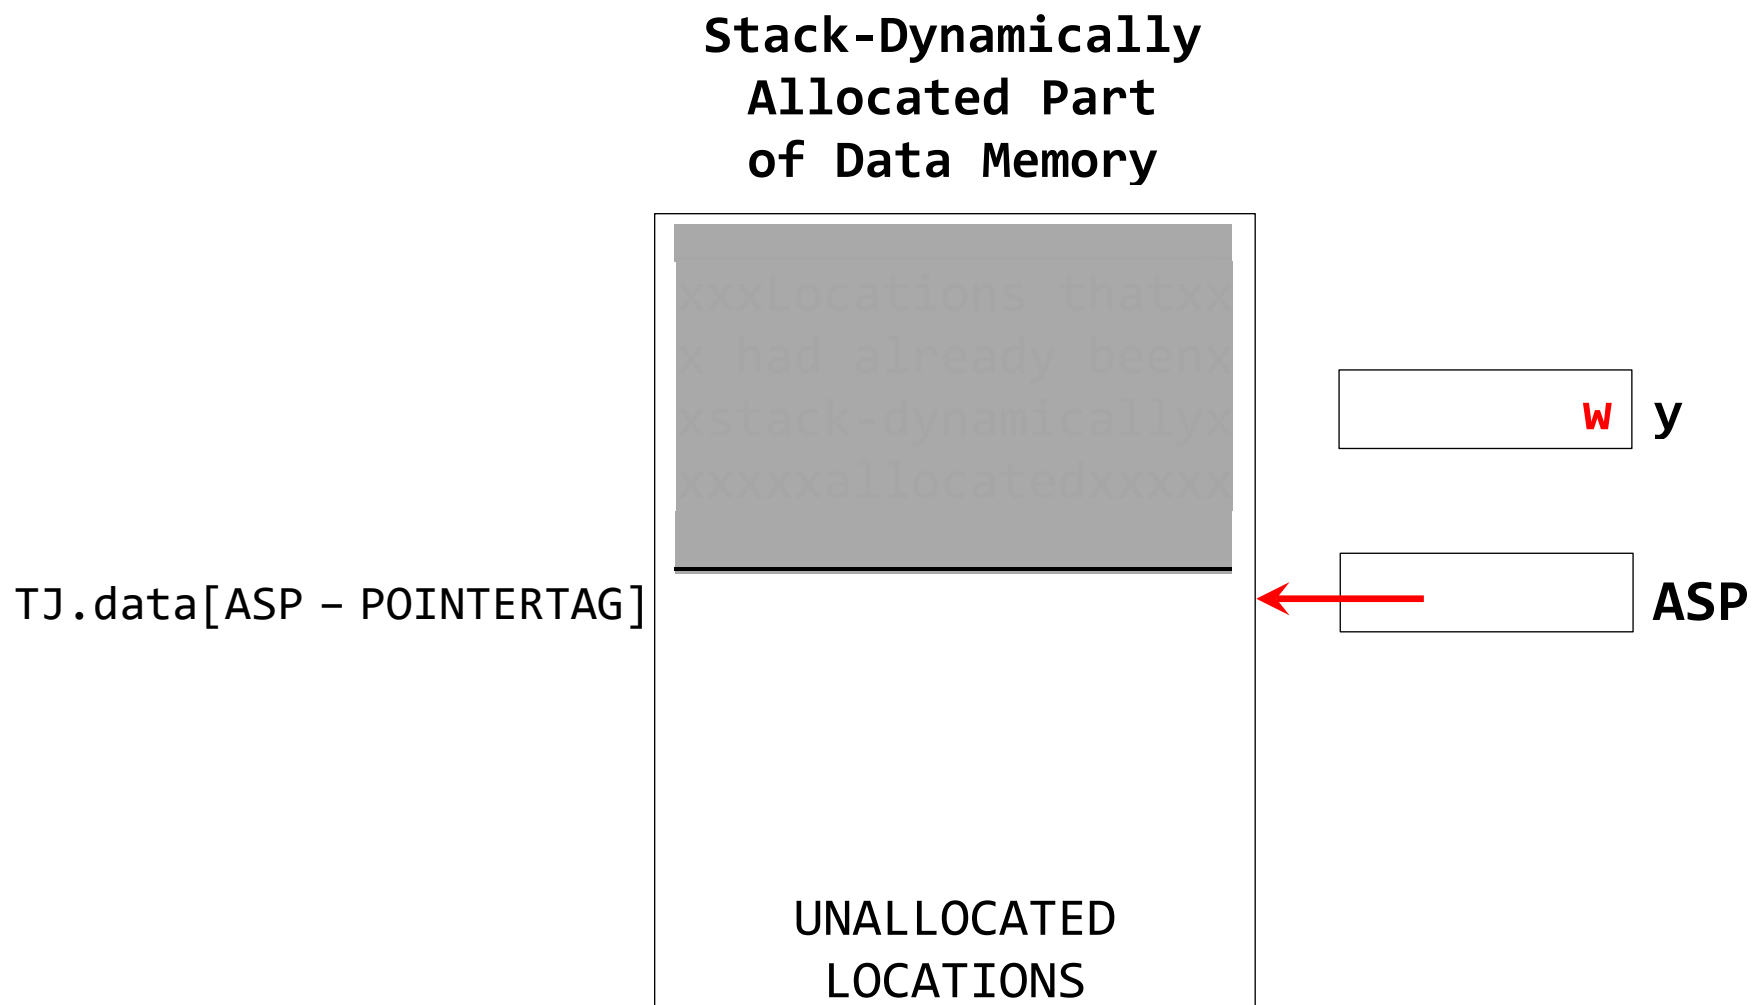 Stack-Dynamically
Allocated Part
of Data Memory
xxxLocations thatxx
x had already beenx
xstack-dynamicallyx
xxxxxallocatedxxxxx
w y
TJ.data[ASP – POINTERTAG]
ASP
UNALLOCATED
LOCATIONS